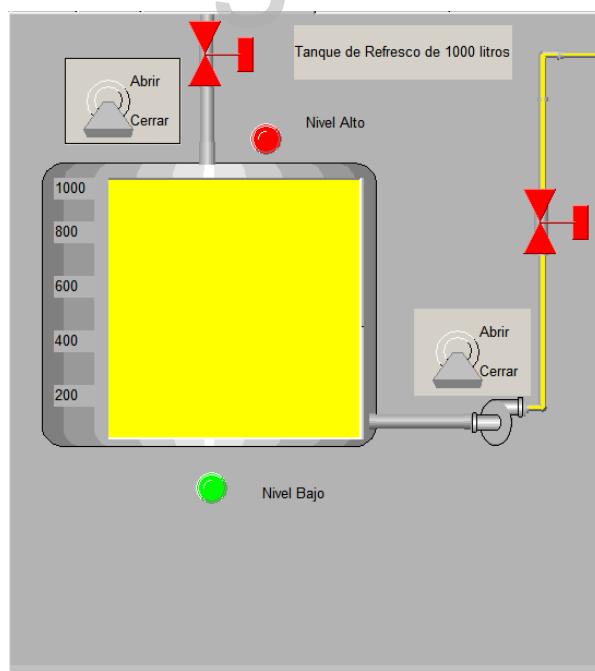 Tanque de Refresco de 1000 litros
Abrir
Cerrar
Nivel Alto
1000
800
600
400
200
Abrir
Cerrar
Nivel Bajo